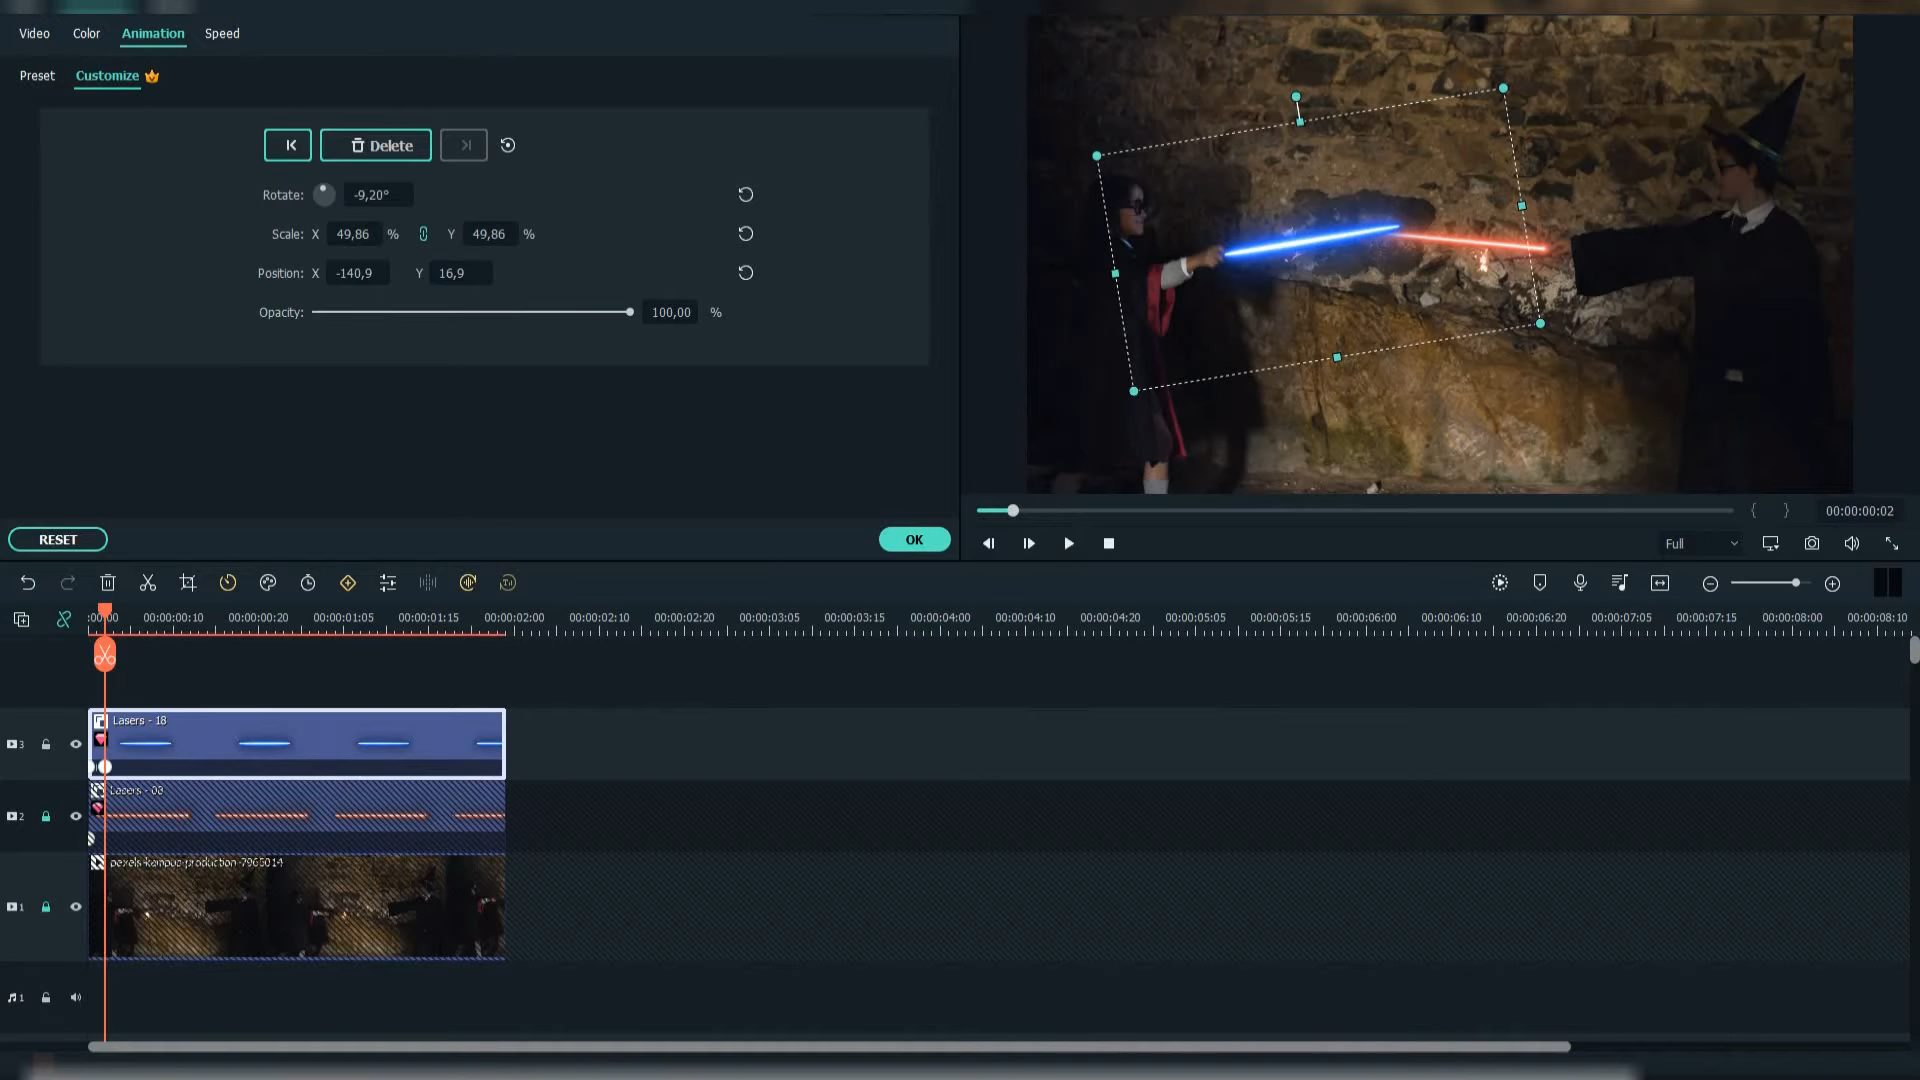 Video Color Animation Speed
Preset Customize
Delete
Rotate: -9,20°
Scale: X 49,86 % Y 49,86 %
Position: X -140,9 Y 16,9
Opacity: 100,00 %
RESET OK
00:00:00:02
Full
:00:00 00:00:00:10 00:00:00:20 00:00:01:05 00:00:01:15 00:00:02:00 00:00:02:10 00:00:02:20 00:00:03:05 00:00:03:15 00:00:04:00 00:00:04:10 00:00:04:20 00:00:05:05 00:00:05:15 00:00:06:00 00:00:06:10 00:00:06:20 00:00:07:05 00:00:07:15 00:00:08:00 00:00:08:10
Lasers - 18
3
Lasers - 08
2
pexels-kampus-production-7965014
1
1